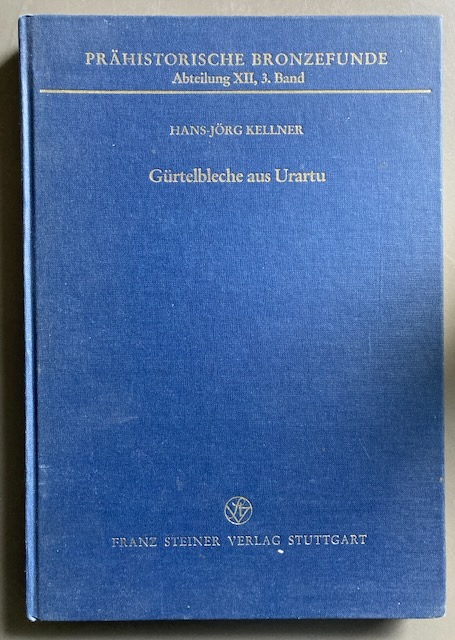 PRÄHISTORISCHE BRONZEFUNDE
Abteilung XII, 3. Band
HANS-JÖRG KELLNER
Gürtelbleche aus Urartu
FRANZ STEINER VERLAG STUTTGART